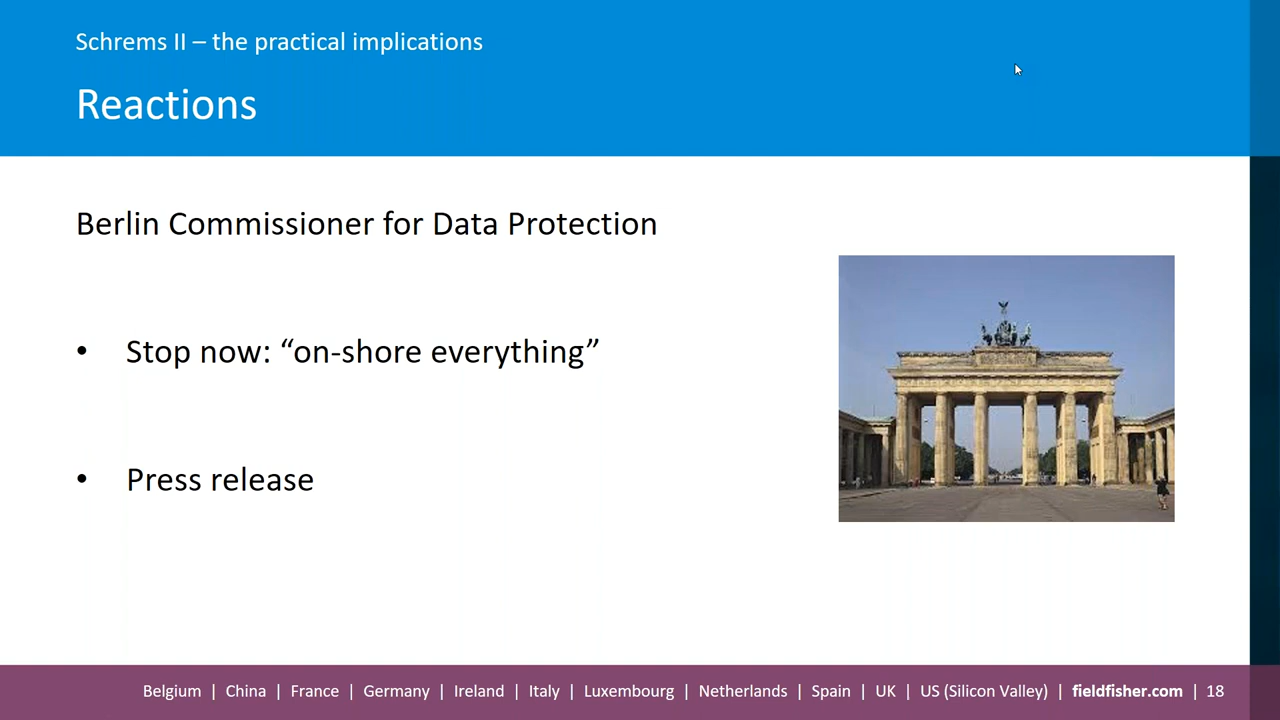 Schrems II – the practical implications
Reactions
Berlin Commissioner for Data Protection
• Stop now: “on-shore everything”
• Press release
Belgium | China | France | Germany | Ireland | Italy | Luxembourg | Netherlands | Spain | UK | US (Silicon Valley) | fieldfisher.com | 18